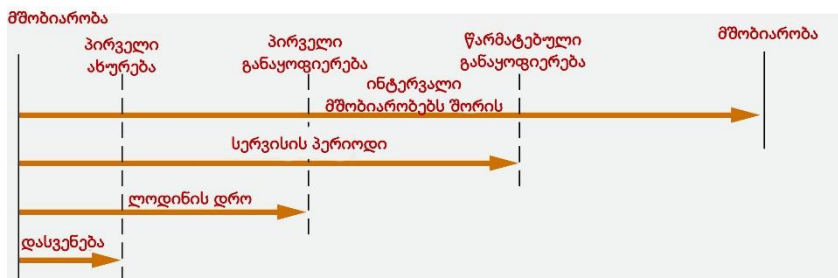 მშობიარობა
პირველი
ახურება
პირველი
განაყოფიერება
წარმატებული
განაყოფიერება
მშობიარობა
ინტერვალი
მშობიარობებს შორის
სერვისის პერიოდი
ლოდინის დრო
დასვენება